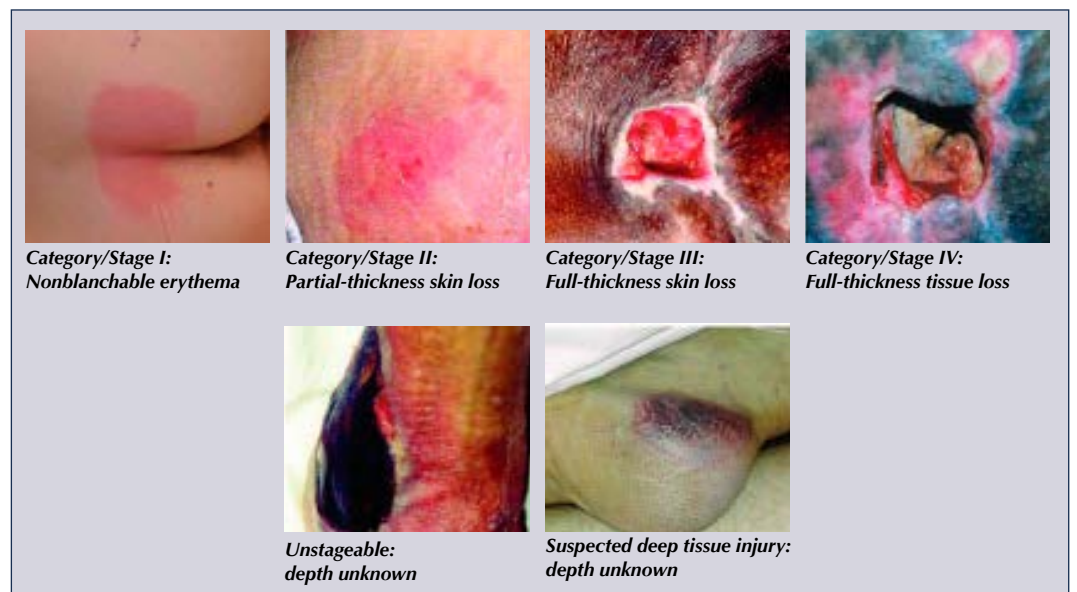 Category/Stage I:
Nonblanchable erythema
Category/Stage II:
Partial-thickness skin loss
Category/Stage III:
Full-thickness skin loss
Category/Stage IV:
Full-thickness tissue loss
Unstageable:
depth unknown
Suspected deep tissue injury:
depth unknown